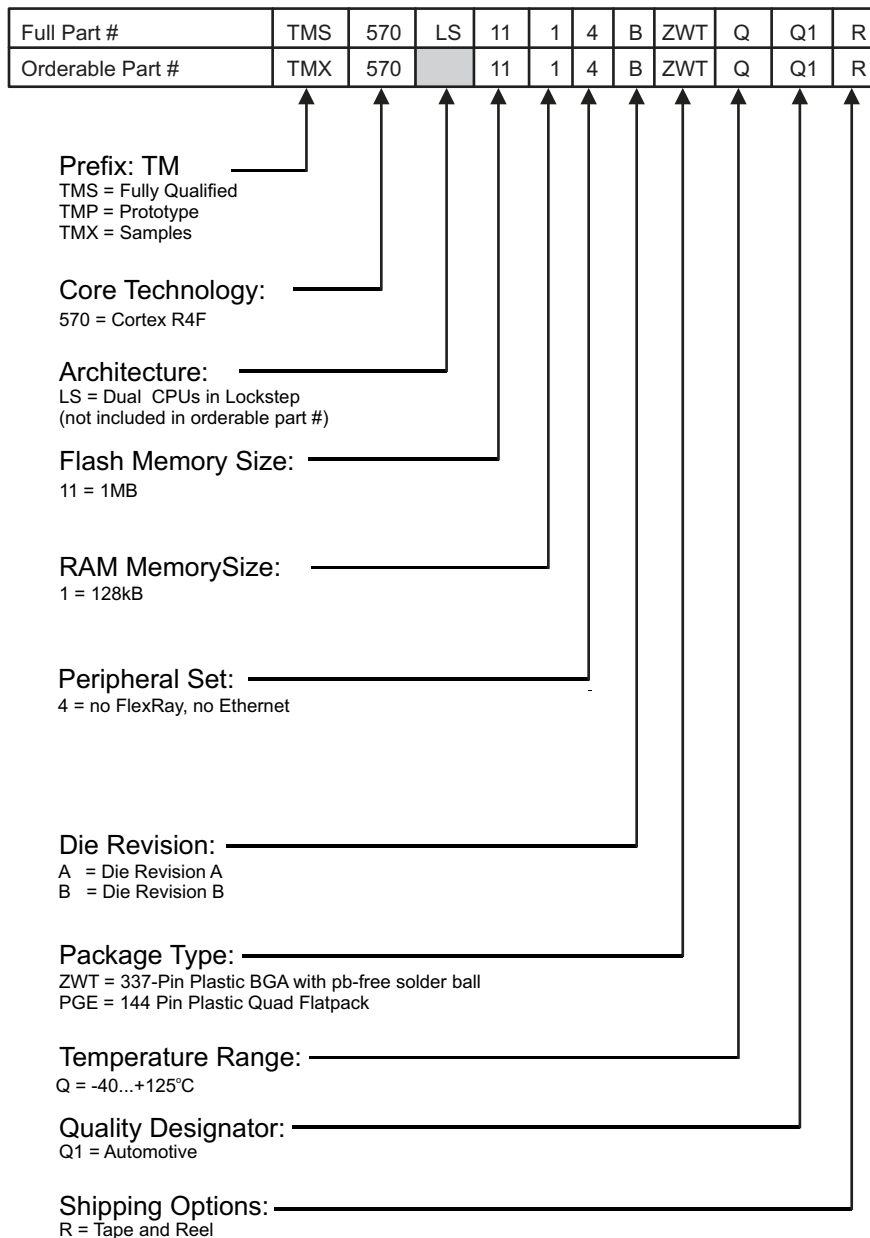 Full Part # TMS 570 LS 11 1 4 B ZWT Q Q1 R
Orderable Part # TMX 570 11 1 4 B ZWT Q Q1 R
Prefix: TM
TMS = Fully Qualified
TMP = Prototype
TMX = Samples
Core Technology:
570 = Cortex R4F
Architecture:
LS = Dual CPUs in Lockstep
(not included in orderable part #)
Flash Memory Size:
11 = 1MB
RAM MemorySize:
1 = 128kB
Peripheral Set:
4 = no FlexRay, no Ethernet
Die Revision:
A = Die Revision A
B = Die Revision B
Package Type:
ZWT = 337-Pin Plastic BGA with pb-free solder ball
PGE = 144 Pin Plastic Quad Flatpack
Temperature Range:
Q = -40...+125°C
Quality Designator:
Q1 = Automotive
Shipping Options:
R = Tape and Reel